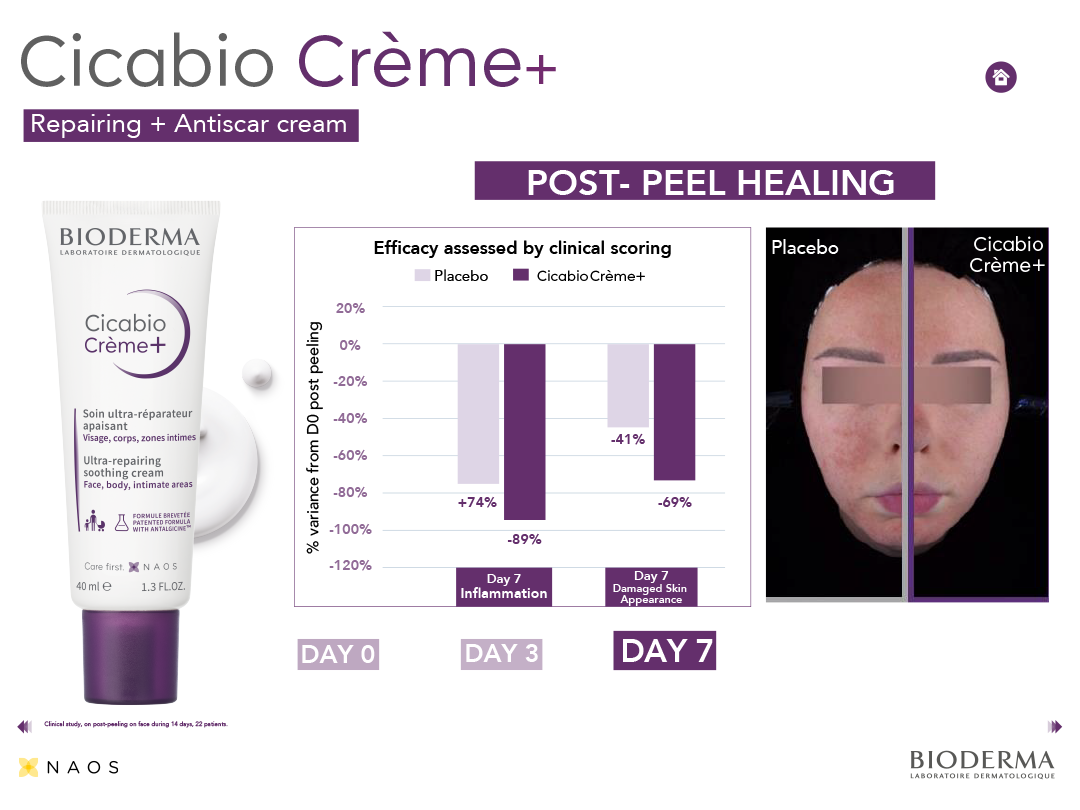 Cicabio Crème+
Repairing + Antiscar cream
POST- PEEL HEALING
BIODERMA
LABORATOIRE DERMATOLOGIQUE
Cicabio
Crème+
Soin ultra-réparateur
apaisant
Visage, corps, zones intimes
Ultra-repairing
soothing cream
Face, body, intimate areas
FORMULE BREVETÉE
PATENTED FORMULA
WITH ANTALGICINE™
Care first. NAOS
40 ml ℮ 1.3 FL.OZ.
Efficacy assessed by clinical scoring
Placebo CicabioCrème+
% variance from D0 post peeling
20%
0%
-20%
-40%
-60%
-80%
-100%
-120%
+74%
-89%
-41%
-69%
Day 7
Inflammation
Day 7
Damaged Skin
Appearance
Placebo
Cicabio
Crème+
DAY 0
DAY 3
DAY 7
Clinical study, on post-peeling on face during 14 days, 22 patients.
NAOS
BIODERMA
LABORATOIRE DERMATOLOGIQUE